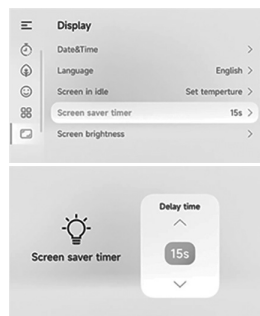 Display
Date&Time
Language English
Screen in idle Set temperture
Screen saver timer 15s
Screen brightness
Delay time
15s
Screen saver timer